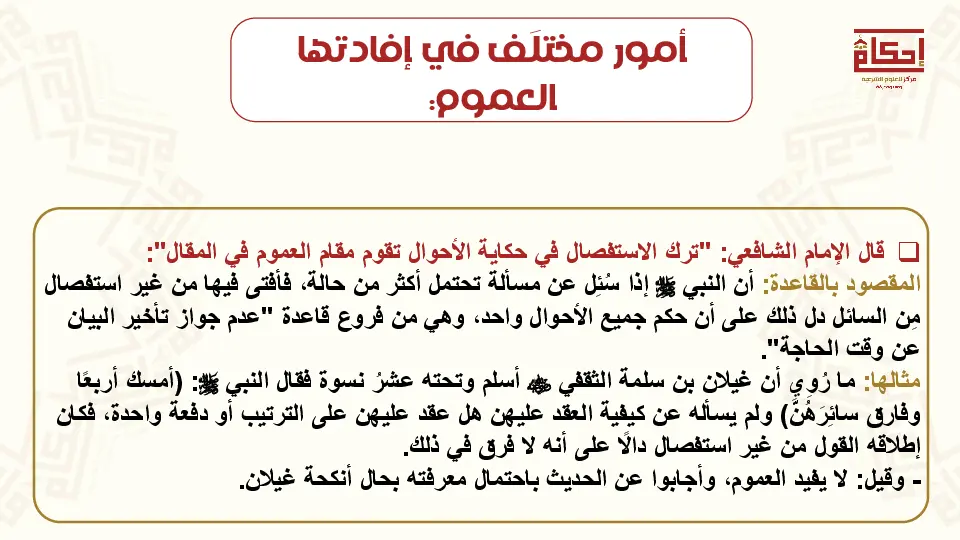 أمور مختلَف في إفادتها
العموم:
إحكام
مركز للعلوم الشرعية
❑ قال الإمام الشافعي: "ترك الاستفصال في حكاية الأحوال تقوم مقام العموم في المقال":
المقصود بالقاعدة: أن النبي ﷺ إذا سُئِل عن مسألة تحتمل أكثر من حالة، فأفتى فيها من غير استفصال
مِن السائل دل ذلك على أن حكم جميع الأحوال واحد، وهي من فروع قاعدة "عدم جواز تأخير البيان
عن وقت الحاجة".
مثالها: ما رُوي أن غيلان بن سلمة الثقفي أسلم وتحته عشرُ نسوة فقال النبي ﷺ: (أمسك أربعًا
وفارق سائِرَهُنَّ) ولم يسأله عن كيفية العقد عليهن هل عقد عليهن على الترتيب أو دفعة واحدة، فكان
إطلاقه القول من غير استفصال دالًا على أنه لا فرق في ذلك.
- وقيل: لا يفيد العموم، وأجابوا عن الحديث باحتمال معرفته بحال أنكحة غيلان.